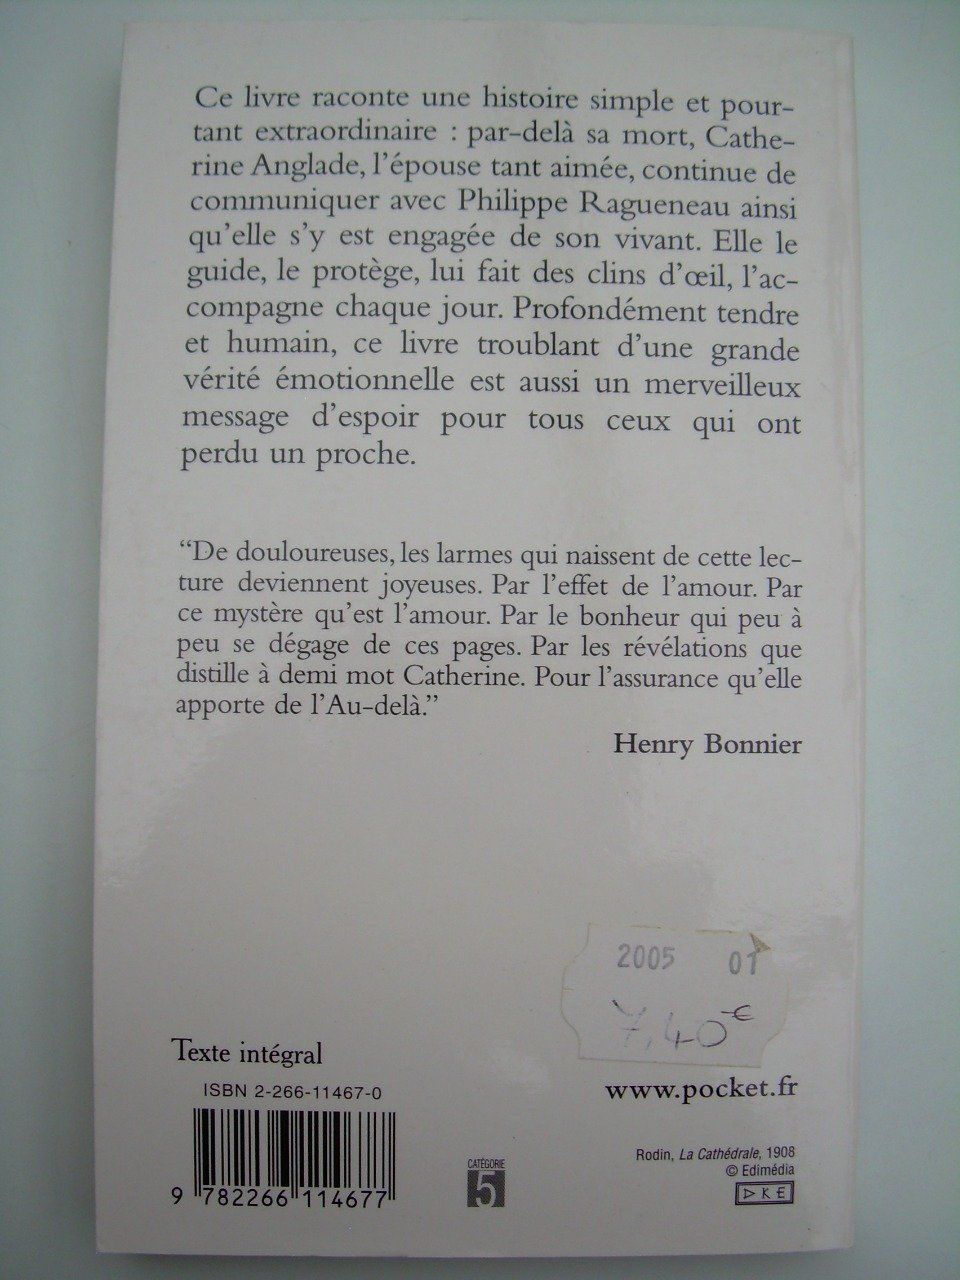 Ce livre raconte une histoire simple et pour-
tant extraordinaire : par-delà sa mort, Cathe-
rine Anglade, l'épouse tant aimée, continue de
communiquer avec Philippe Ragueneau ainsi
qu'elle s'y est engagée de son vivant. Elle le
guide, le protège, lui fait des clins d'œil, l'ac-
compagne chaque jour. Profondément tendre
et humain, ce livre troublant d'une grande
vérité émotionnelle est aussi un merveilleux
message d'espoir pour tous ceux qui ont
perdu un proche.
“De douloureuses, les larmes qui naissent de cette lec-
ture deviennent joyeuses. Par l'effet de l'amour. Par
ce mystère qu'est l'amour. Par le bonheur qui peu à
peu se dégage de ces pages. Par les révélations que
distille à demi mot Catherine. Pour l'assurance qu'elle
apporte de l'Au-delà.”
Henry Bonnier
2005 01
7,40€
Texte intégral
ISBN 2-266-11467-0
9 782266 114677
CATÉGORIE
5
www.pocket.fr
Rodin, La Cathédrale, 1908
© Edimédia
DKE